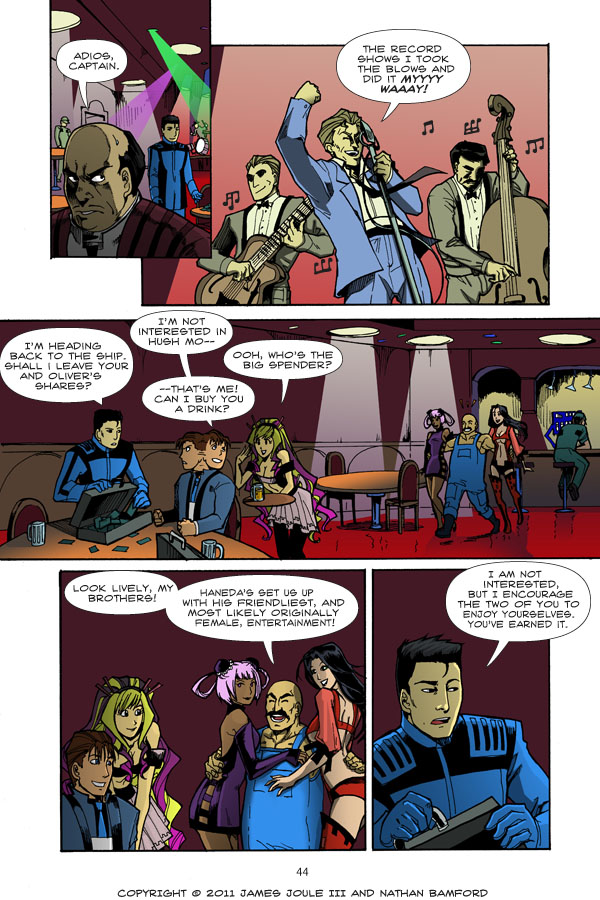 ADIOS,
CAPTAIN.
THE RECORD
SHOWS I TOOK
THE BLOWS AND
DID IT MYYYY
WAAAY!
I'M HEADING
BACK TO THE SHIP.
SHALL I LEAVE YOUR
AND OLIVER'S
SHARES?
I'M NOT
INTERESTED IN
HUSH MO--
--THAT'S ME!
CAN I BUY YOU
A DRINK?
OOH, WHO'S THE
BIG SPENDER?
LOOK LIVELY, MY
BROTHERS!
HANEDA'S SET US UP
WITH HIS FRIENDLIEST, AND
MOST LIKELY ORIGINALLY
FEMALE, ENTERTAINMENT!
I AM NOT
INTERESTED,
BUT I ENCOURAGE
THE TWO OF YOU TO
ENJOY YOURSELVES.
YOU'VE EARNED IT.
44
COPYRIGHT © 2011 JAMES JOULE III AND NATHAN BAMFORD